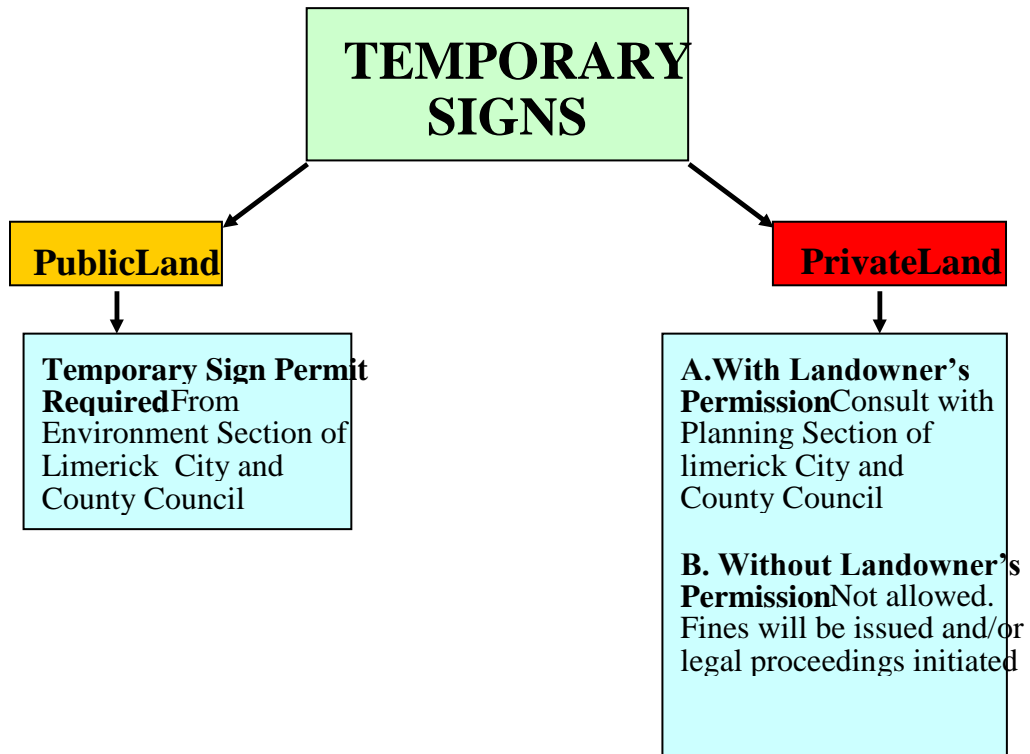 TEMPORARY
SIGNS
PublicLand
PrivateLand
Temporary Sign Permit
Required:From
Environment Section of
Limerick City and
County Council
A.With Landowner’s
PermissionConsult with
Planning Section of
limerick City and
County Council
B. Without Landowner’s
PermissionNot allowed.
Fines will be issued and/or
legal proceedings initiated